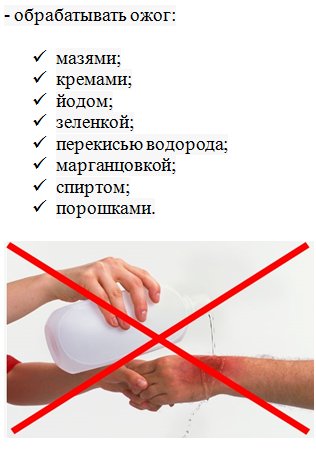 - обрабатывать ожог:
✓ мазями;
✓ кремами;
✓ йодом;
✓ зеленкой;
✓ перекисью водорода;
✓ марганцовкой;
✓ спиртом;
✓ порошками.